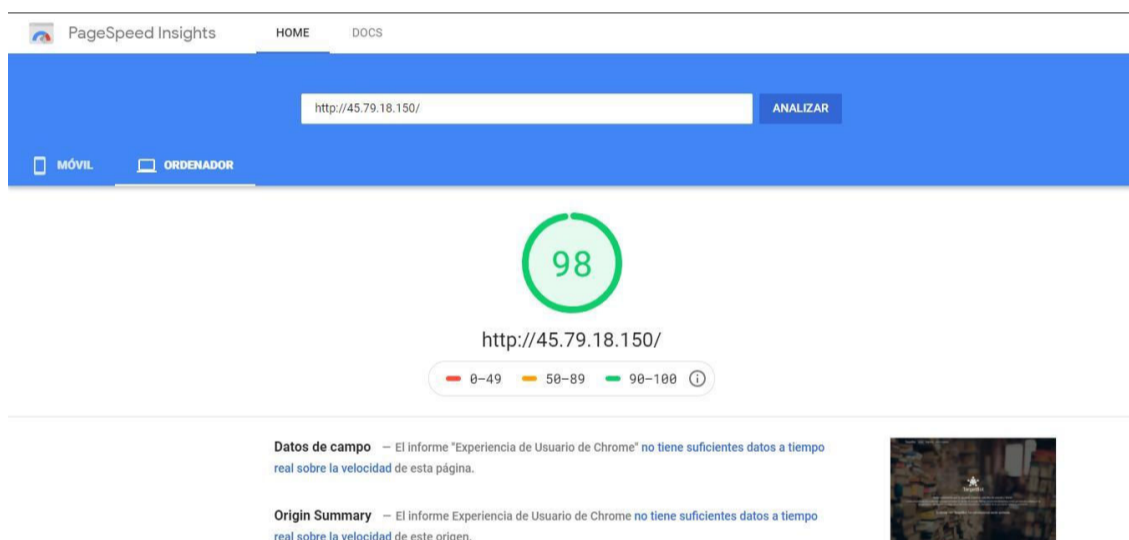 PageSpeed Insights HOME DOCS
http://45.79.18.150/ ANALIZAR
MÓVIL ORDENADOR
98
http://45.79.18.150/
0–49 50–89 90–100
Datos de campo — El informe "Experiencia de Usuario de Chrome" no tiene suficientes datos a tiempo
real sobre la velocidad de esta página.
Origin Summary — El informe Experiencia de Usuario de Chrome no tiene suficientes datos a tiempo
real sobre la velocidad de este origen.